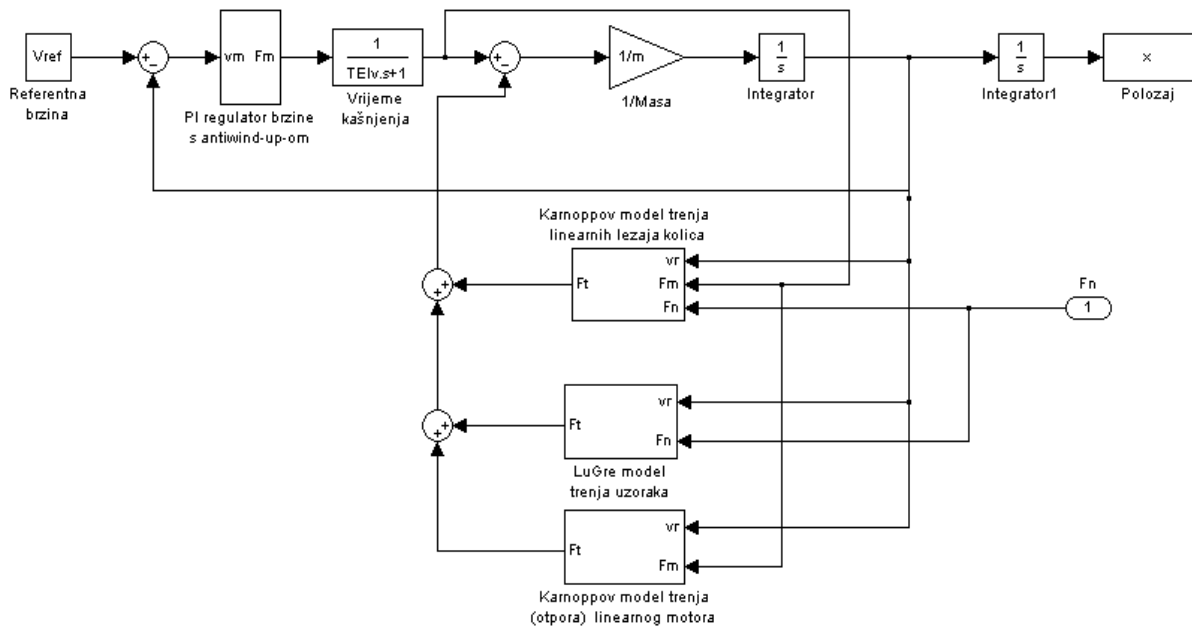 Vref
Referentna
brzina
+
−
vm Fm
PI regulator brzine
s antiwind-up-om
1
TElv.s+1
Vrijeme
kašnjenja
+
−
1/m
1/Masa
1
s
Integrator
1
s
Integrator1
x
Polozaj
Karnoppov model trenja
linearnih lezaja kolica
vr
Ft Fm
Fn
+
+
Fn
1
vr
Ft
Fn
+
+
LuGre model
trenja uzoraka
vr
Ft
Fm
Karnoppov model trenja
(otpora) linearnog motora